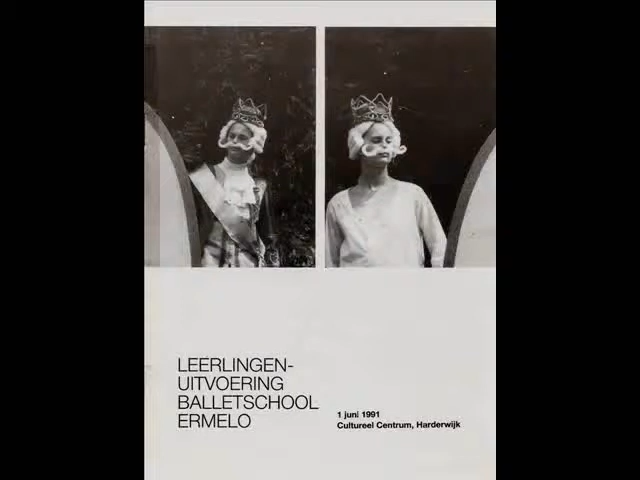 LEERLINGEN-
UITVOERING
BALLETSCHOOL
ERMELO
1 juni 1991
Cultureel Centrum, Harderwijk